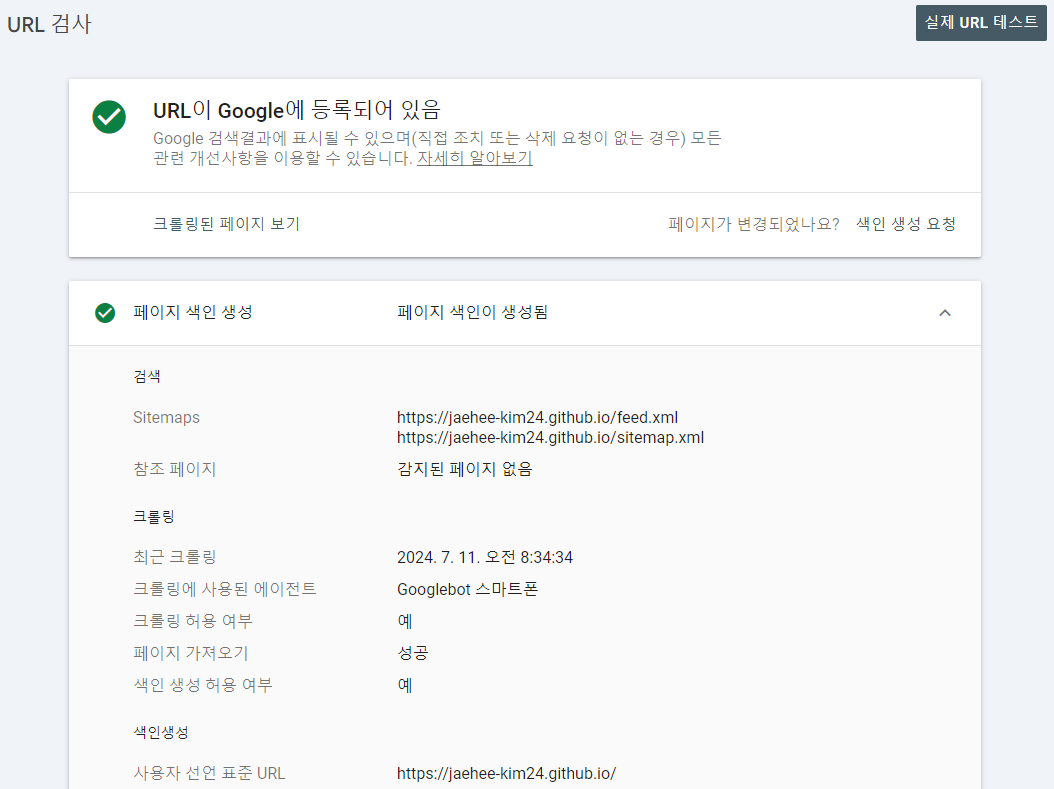 URL 검사
실제 URL 테스트
URL이 Google에 등록되어 있음
Google 검색결과에 표시될 수 있으며(직접 조치 또는 삭제 요청이 없는 경우) 모든
관련 개선사항을 이용할 수 있습니다. 자세히 알아보기
크롤링된 페이지 보기
페이지가 변경되었나요? 색인 생성 요청
페이지 색인 생성
페이지 색인이 생성됨
검색
Sitemaps
https://jaehee-kim24.github.io/feed.xml
https://jaehee-kim24.github.io/sitemap.xml
참조 페이지
감지된 페이지 없음
크롤링
최근 크롤링
2024. 7. 11. 오전 8:34:34
크롤링에 사용된 에이전트
Googlebot 스마트폰
크롤링 허용 여부
예
페이지 가져오기
성공
색인 생성 허용 여부
예
색인생성
사용자 선언 표준 URL
https://jaehee-kim24.github.io/